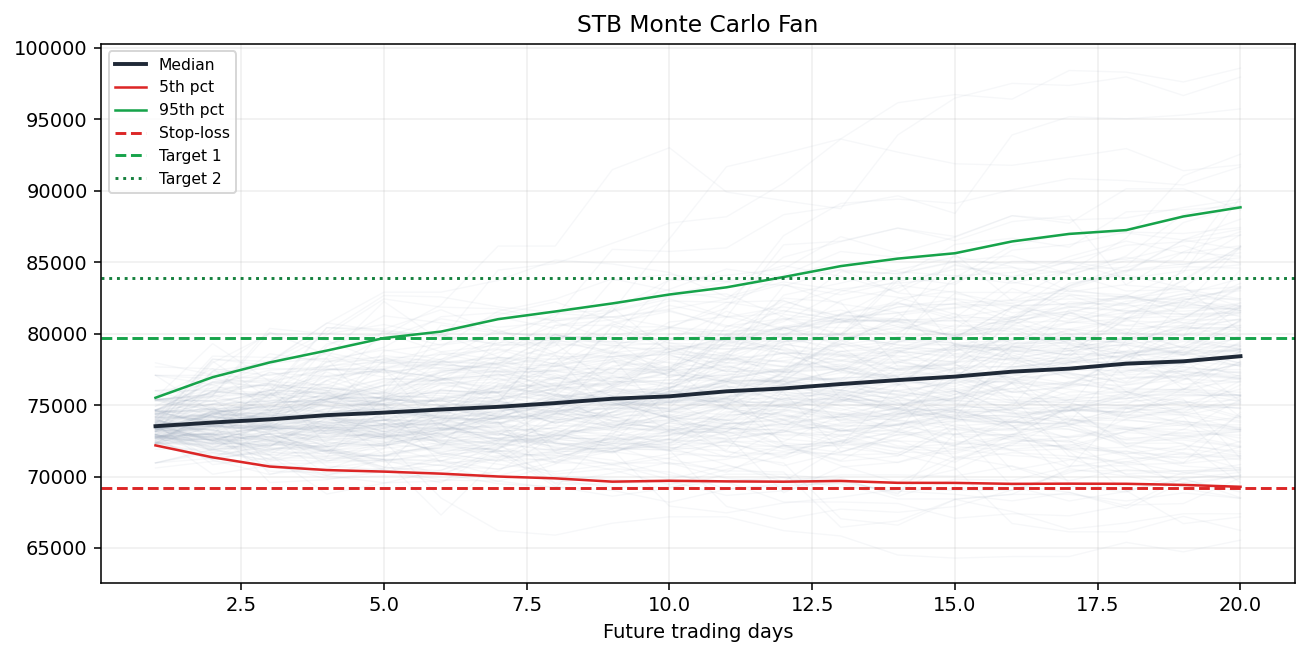 STB Monte Carlo Fan
100000
95000
90000
85000
80000
75000
70000
65000
Median
5th pct
95th pct
Stop-loss
Target 1
Target 2
2.5 5.0 7.5 10.0 12.5 15.0 17.5 20.0
Future trading days